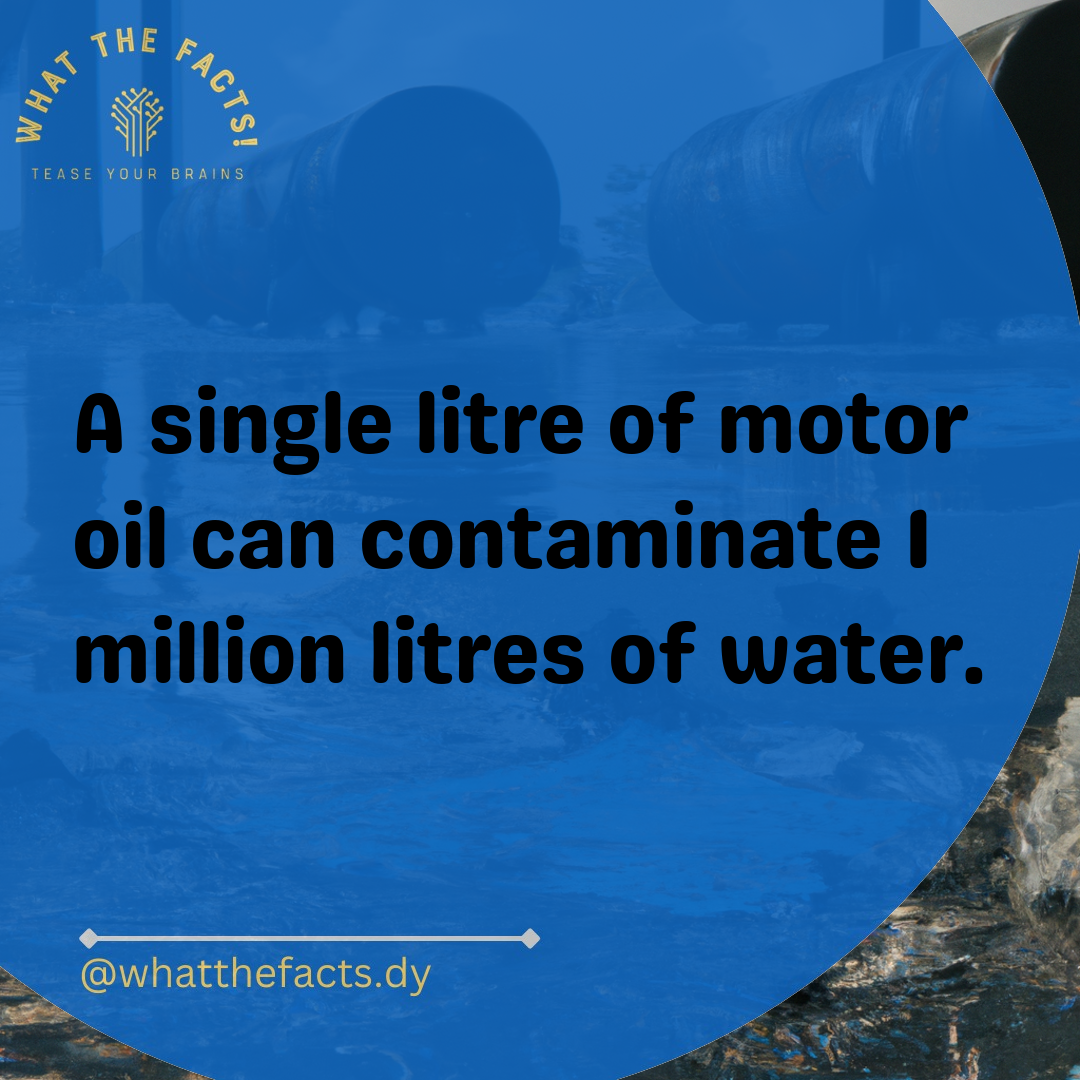 WHAT THE FACTS!
TEASE YOUR BRAINS
A single litre of motor
oil can contaminate 1
million litres of water.
@whatthefacts.dy